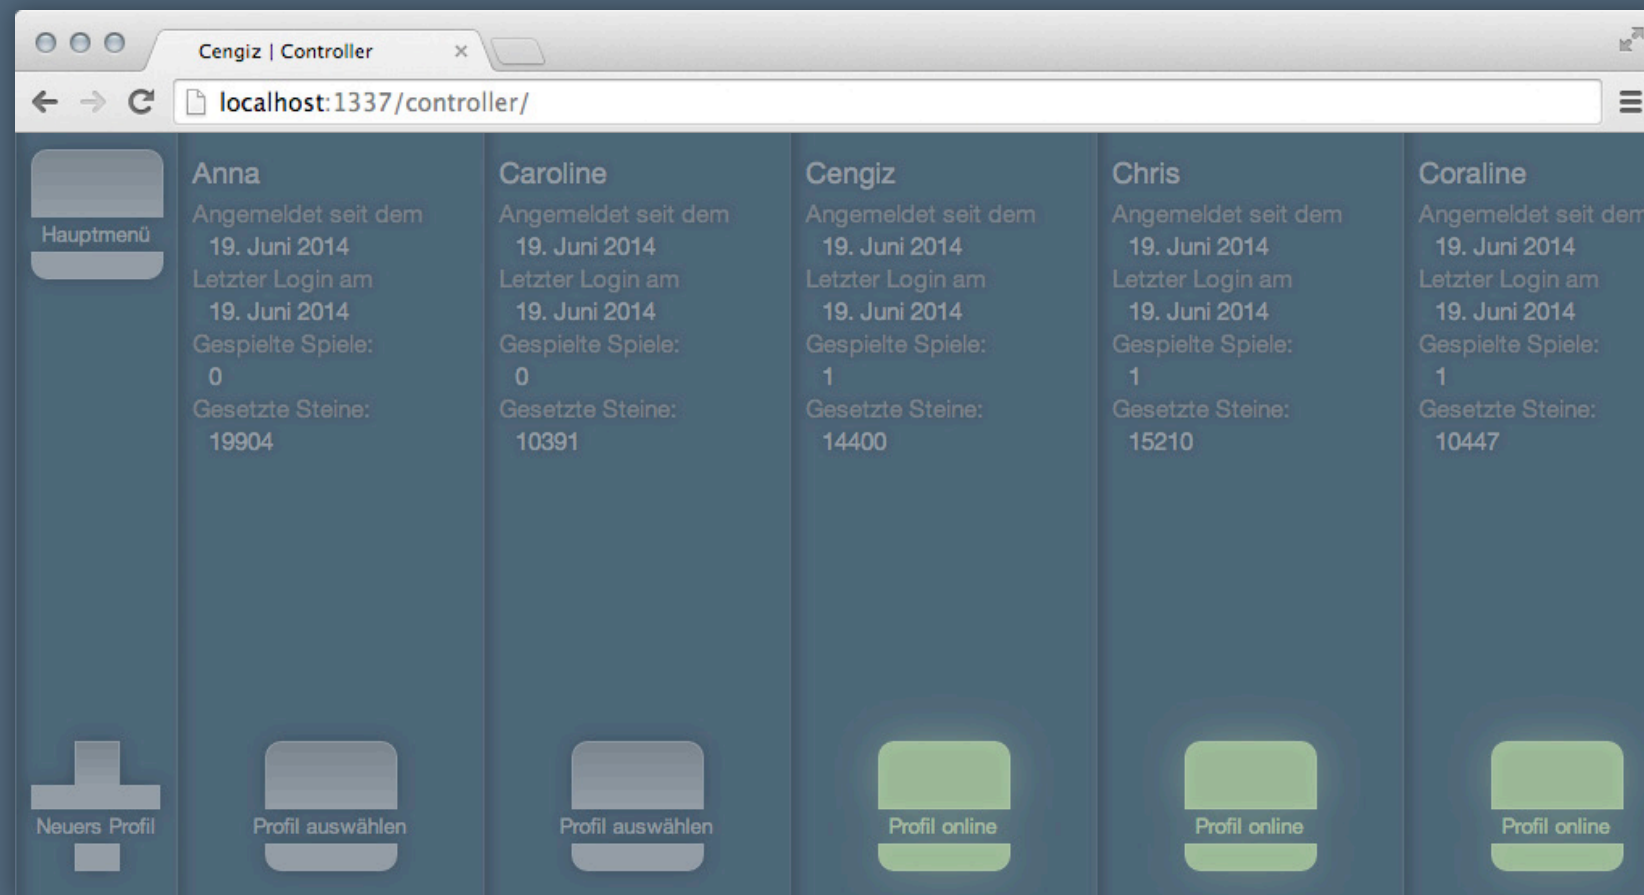 Cengiz | Controller
localhost:1337/controller/
Hauptmenü
Neuers Profil
Anna
Angemeldet seit dem
19. Juni 2014
Letzter Login am
19. Juni 2014
Gespielte Spiele:
0
Gesetzte Steine:
19904
Profil auswählen
Caroline
Angemeldet seit dem
19. Juni 2014
Letzter Login am
19. Juni 2014
Gespielte Spiele:
0
Gesetzte Steine:
10391
Profil auswählen
Cengiz
Angemeldet seit dem
19. Juni 2014
Letzter Login am
19. Juni 2014
Gespielte Spiele:
1
Gesetzte Steine:
14400
Profil online
Chris
Angemeldet seit dem
19. Juni 2014
Letzter Login am
19. Juni 2014
Gespielte Spiele:
1
Gesetzte Steine:
15210
Profil online
Coraline
Angemeldet seit dem
19. Juni 2014
Letzter Login am
19. Juni 2014
Gespielte Spiele:
1
Gesetzte Steine:
10447
Profil online